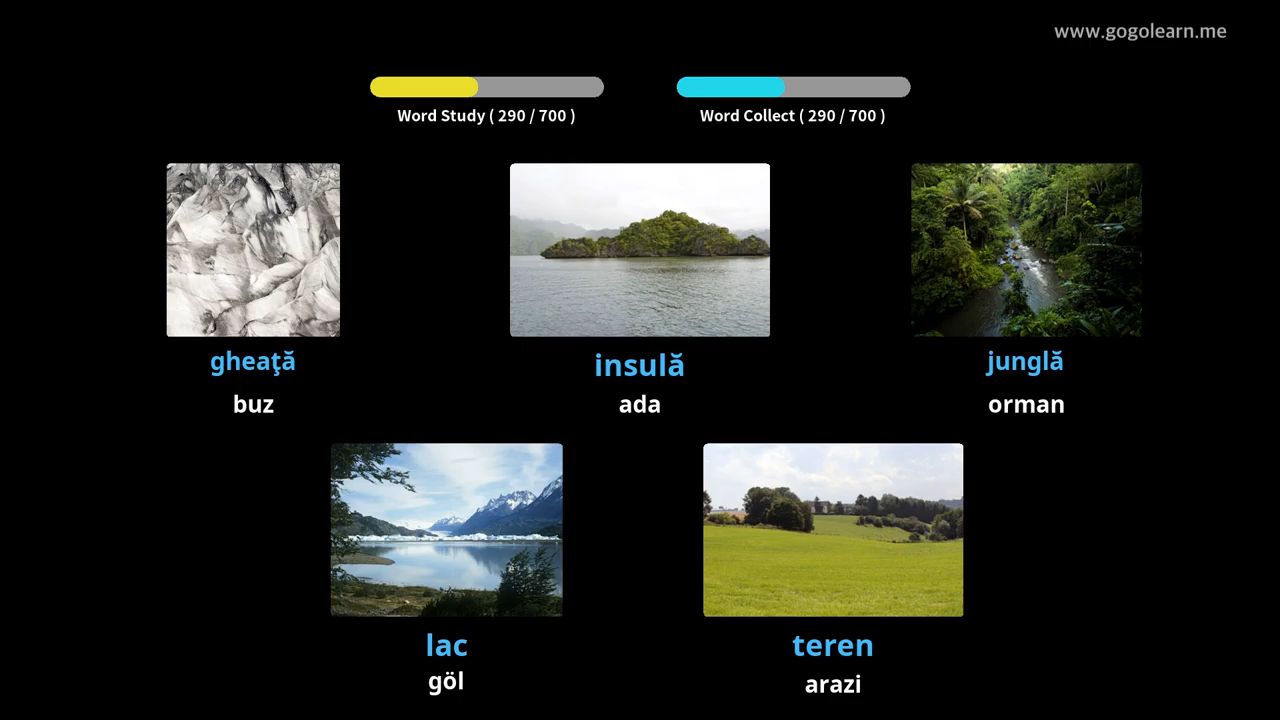 www.gogolearn.me
Word Study ( 290 / 700 )
Word Collect ( 290 / 700 )
gheaţă
insulă
junglă
buz
ada
orman
lac
teren
göl
arazi